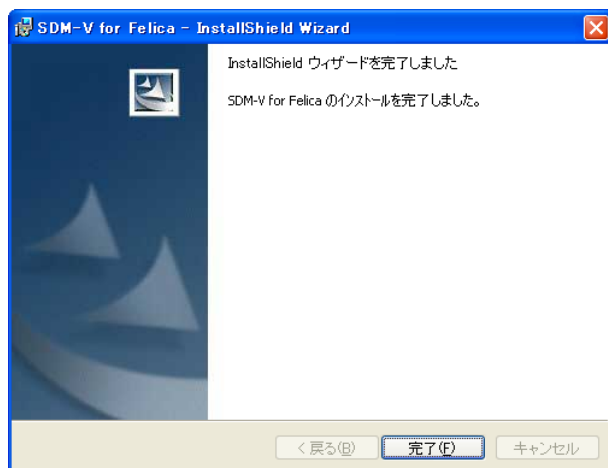 SDM-V for Felica - InstallShield Wizard
InstallShield ウィザードを完了しました
SDM-V for Felica のインストールを完了しました。
< 戻る(B)
完了(F)
キャンセル